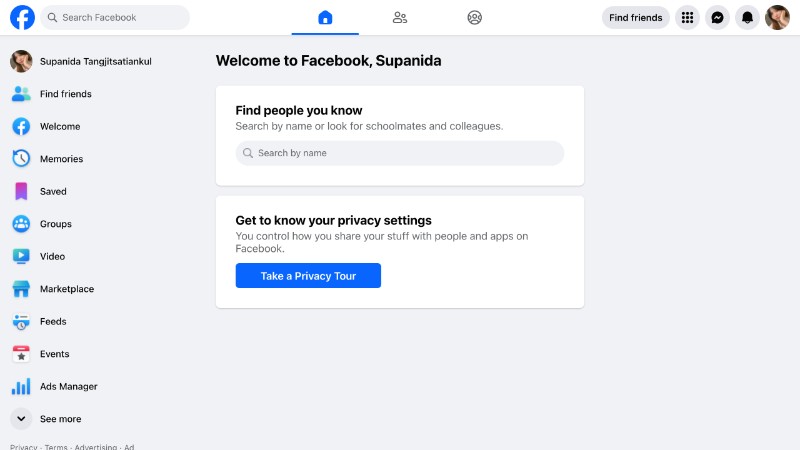 Search Facebook
Find friends
Supanida Tangjitsatiankul
Find friends
Welcome
Memories
Saved
Groups
Video
Marketplace
Feeds
Events
Ads Manager
See more
Privacy · Terms · Advertising · Ad
Welcome to Facebook, Supanida
Find people you know
Search by name or look for schoolmates and colleagues.
Search by name
Get to know your privacy settings
You control how you share your stuff with people and apps on
Facebook.
Take a Privacy Tour